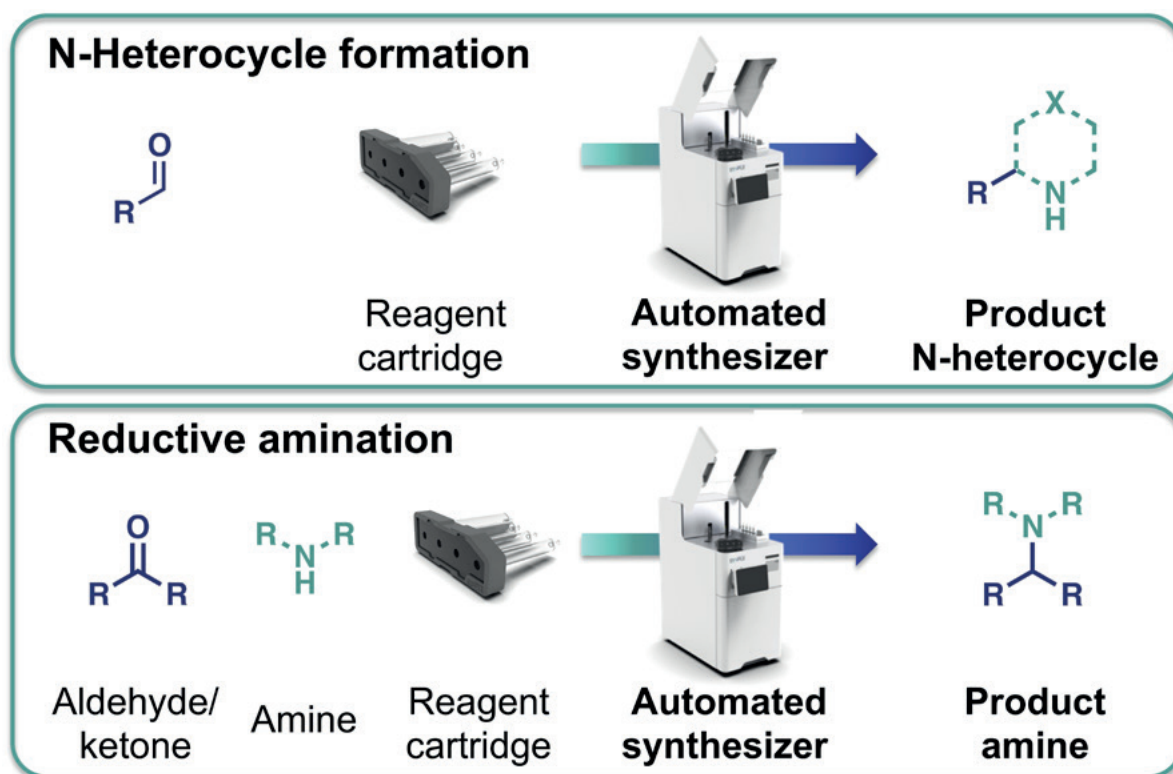 N-Heterocycle formation
O
R
X
R
N
H
Reagent
cartridge
Automated
synthesizer
Product
N-heterocycle
Reductive amination
O
R
R
R
R
N
H
R
R
N
R
R
Aldehyde/
ketone
Amine
Reagent
cartridge
Automated
synthesizer
Product
amine